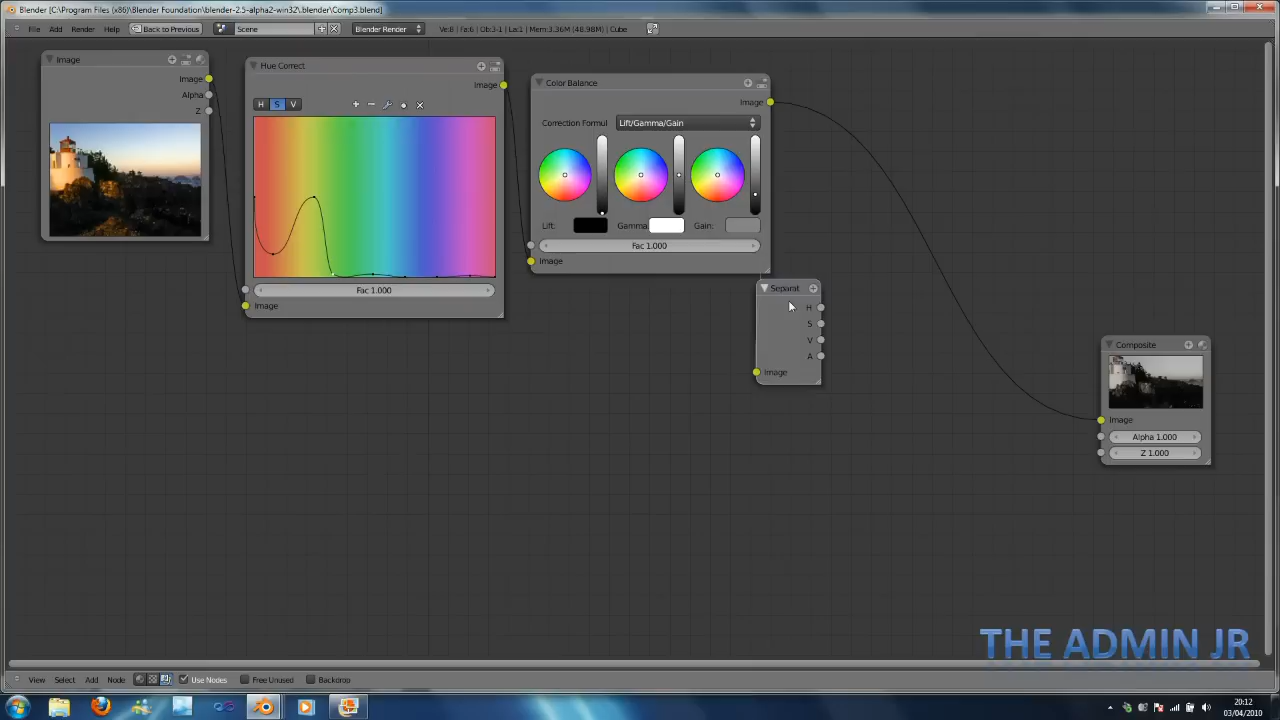 Blender [C:\Program Files (x86)\Blender Foundation\blender-2.5-alpha2-win32\blender\Comp3.blend]
File Add Render Help Back to Previous Scene Blender Render Ve:8 | Fa:6 | Ob:3-1 | La:1 | Mem:3.36M (48.98M) | Cube
Image
Image
Alpha
Z
Hue Correct
Image
H S V
Fac 1.000
Image
Color Balance
Image
Correction Formul Lift/Gamma/Gain
Lift: Gamma: Gain:
Fac 1.000
Image
Separat
H
S
V
A
Image
Composite
Image
Alpha 1.000
Z 1.000
THE ADMIN JR
View Select Add Node Use Nodes Free Unused Backdrop
20:12
03/04/2010